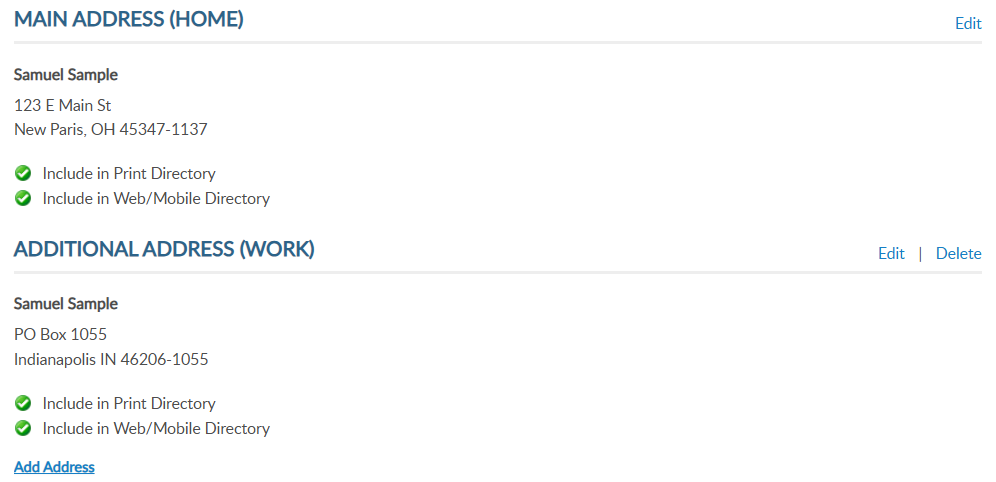 MAIN ADDRESS (HOME)
Edit
Samuel Sample
123 E Main St
New Paris, OH 45347-1137
Include in Print Directory
Include in Web/Mobile Directory
ADDITIONAL ADDRESS (WORK)
Edit | Delete
Samuel Sample
PO Box 1055
Indianapolis IN 46206-1055
Include in Print Directory
Include in Web/Mobile Directory
Add Address